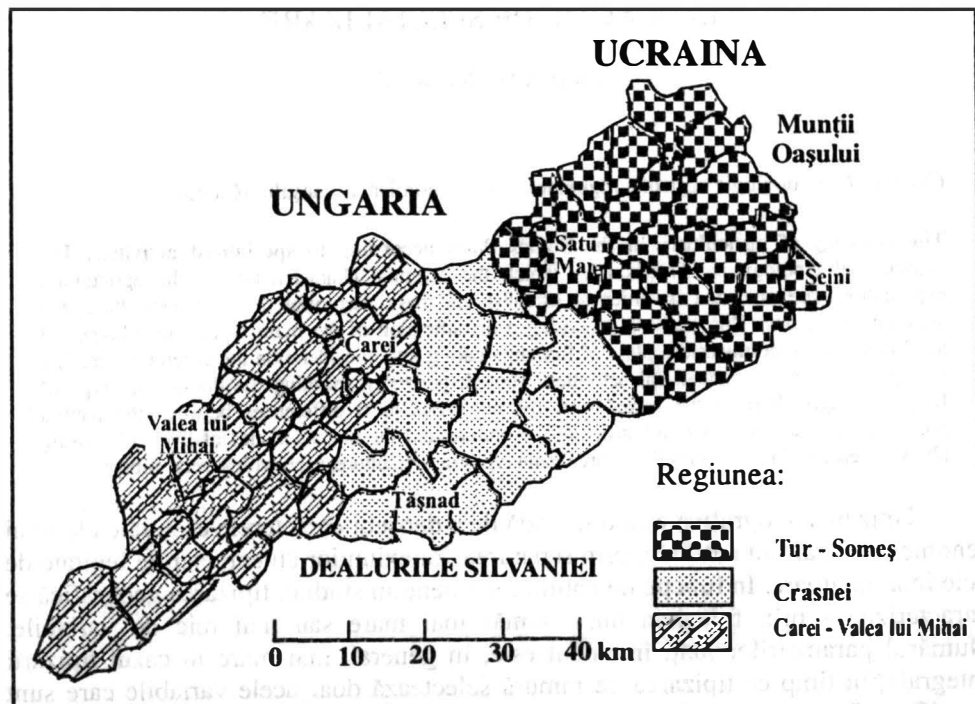 UCRAINA
Munții
Oașului
UNGARIA
Satu
Mare
Seini
Carei
Valea lui
Mihai
Tășnad
Regiunea:
Tur - Someș
DEALURILE SILVANIEI
Crasnei
Carei - Valea lui Mihai
0 10 20 30 40
km